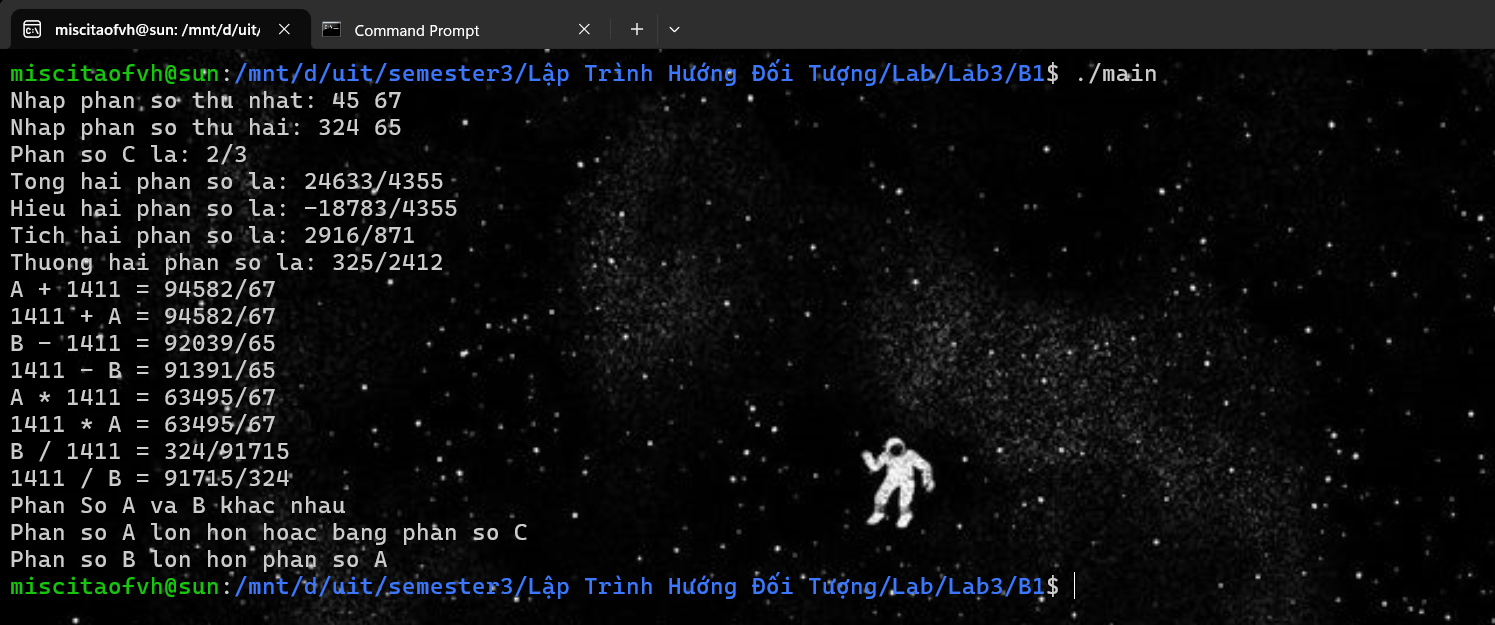 miscitaofvh@sun: /mnt/d/uit/
Command Prompt
miscitaofvh@sun:/mnt/d/uit/semester3/Lập Trình Hướng Đối Tượng/Lab/Lab3/B1$ ./main
Nhap phan so thu nhat: 45 67
Nhap phan so thu hai: 324 65
Phan so C la: 2/3
Tong hai phan so la: 24633/4355
Hieu hai phan so la: -18783/4355
Tich hai phan so la: 2916/871
Thuong hai phan so la: 325/2412
A + 1411 = 94582/67
1411 + A = 94582/67
B - 1411 = 92039/65
1411 - B = 91391/65
A * 1411 = 63495/67
1411 * A = 63495/67
B / 1411 = 324/91715
1411 / B = 91715/324
Phan So A va B khac nhau
Phan so A lon hon hoac bang phan so C
Phan so B lon hon phan so A
miscitaofvh@sun:/mnt/d/uit/semester3/Lập Trình Hướng Đối Tượng/Lab/Lab3/B1$